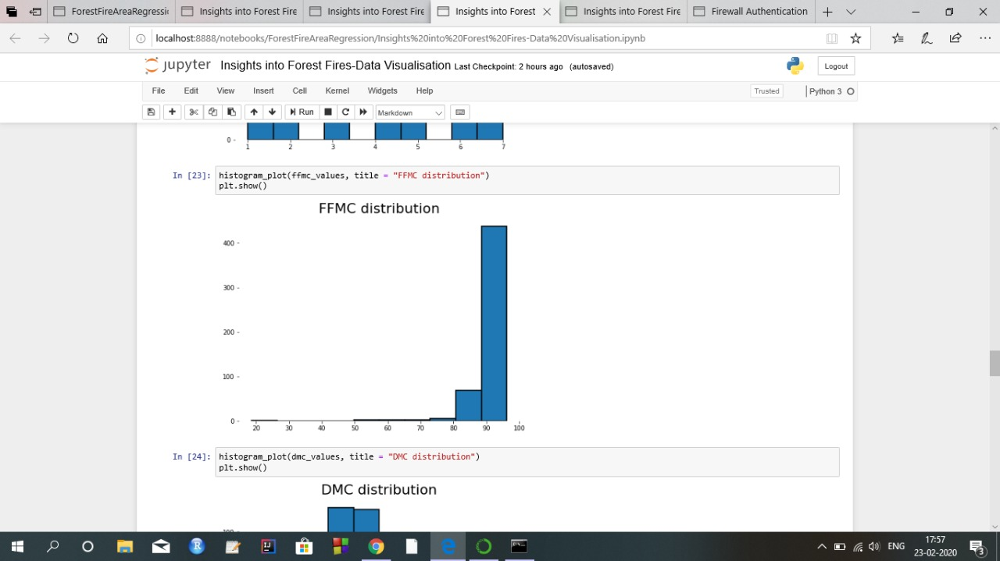 ForestFireAreaRegressic
Insights into Forest Fire
Insights into Forest Fires-
Insights into Forest
Insights into Forest Fire
Firewall Authentication
localhost:8888/notebooks/ForestFireAreaRegression/Insights%20into%20Forest%20Fires-Data%20Visualisation.ipynb
jupyter Insights into Forest Fires-Data Visualisation Last Checkpoint: 2 hours ago (autosaved)
Logout
File Edit View Insert Cell Kernel Widgets Help
Trusted
Python 3
Run
Markdown
0
1 2 3 4 5 6 7
In [23]: histogram_plot(ffmc_values, title = "FFMC distribution")
plt.show()
FFMC distribution
400
300
200
100
0
20 30 40 50 60 70 80 90 100
In [24]: histogram_plot(dmc_values, title = "DMC distribution")
plt.show()
DMC distribution
100
ENG
17:57
23-02-2020
3